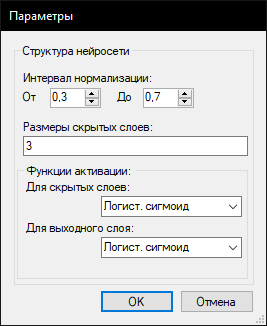 Параметры
Структура нейросети
Интервал нормализации:
От 0,3 До 0,7
Размеры скрытых слоев:
3
Функции активации:
Для скрытых слоев:
Логист. сигмоид
Для выходного слоя:
Логист. сигмоид
OK Отмена